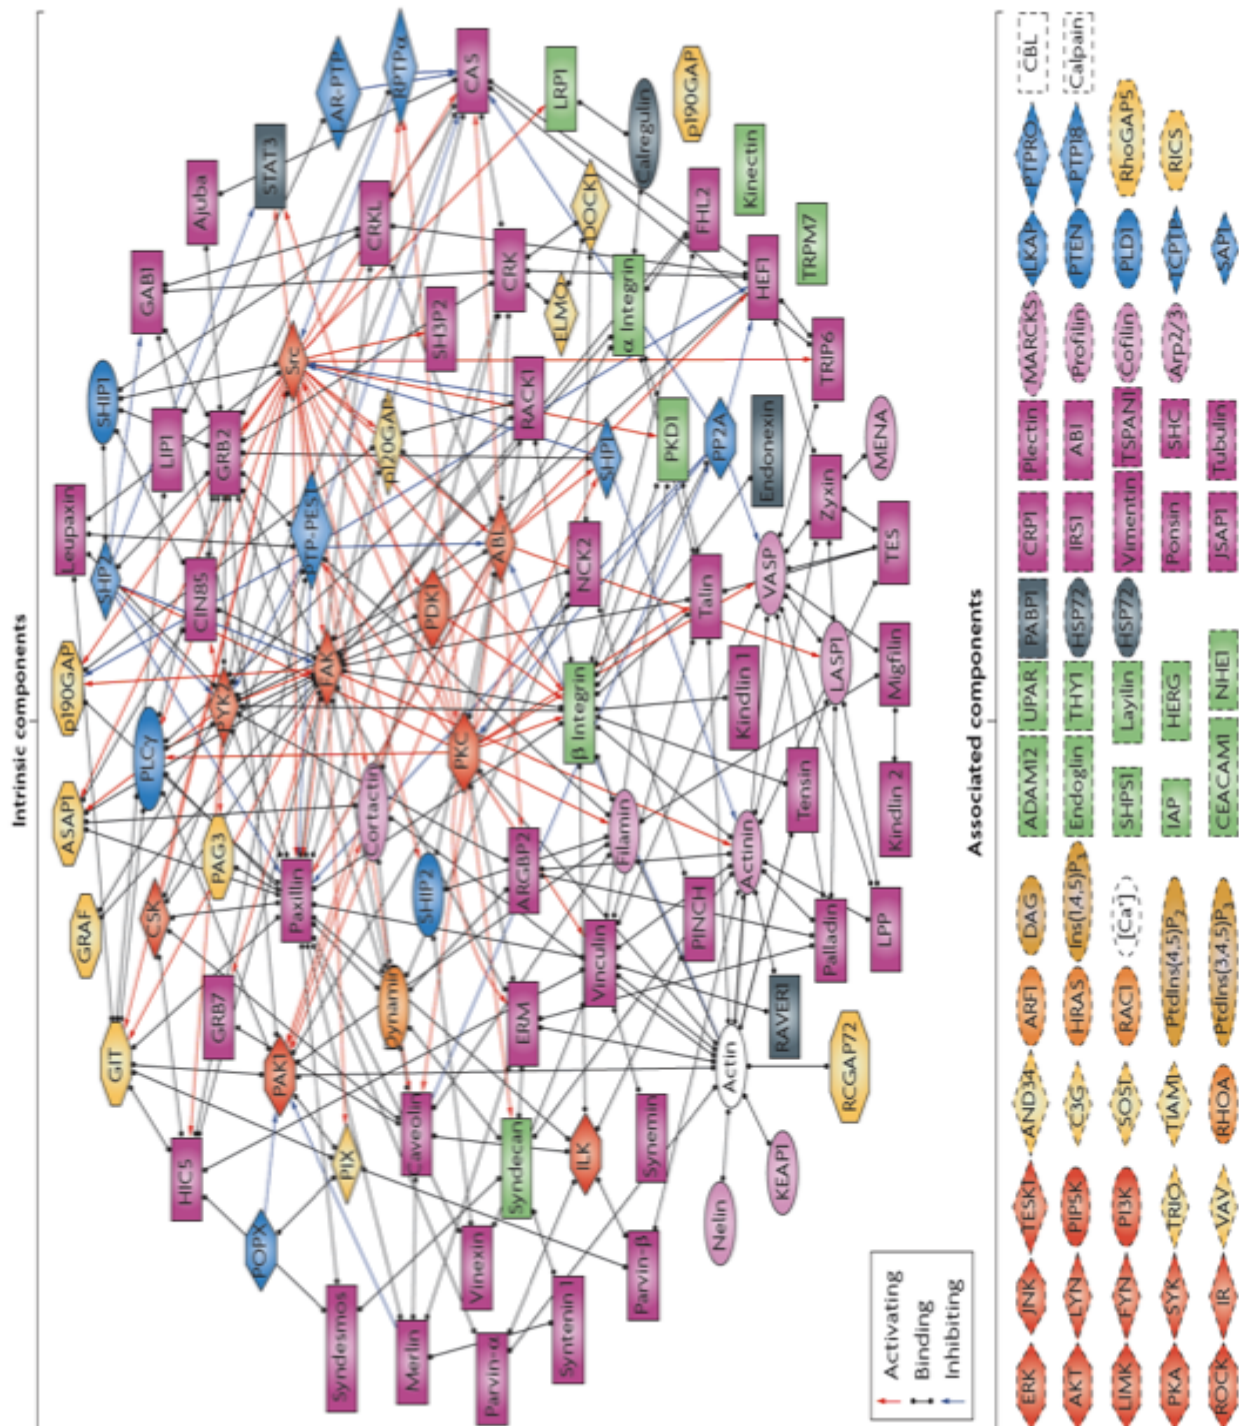 Intrinsic components
SHIP1
GAB1
Ajuba
STAT3
LAR-PTP
RPTPα
CAS
LRP1
Calregulin
p190GAP
Kinectin
TRPM7
FHL2
HEF1
TRIP6
DOCK1
ELMO
α Integrin
CRKL
CRK
SH3P2
Src
RACK1
SHP1
PKD1
PP2A
Endonexin
MENA
Zyxin
TES
VASP
Talin
LASP1
Migfilin
Kindlin 1
Kindlin 2
Tensin
LPP
Palladin
Actinin
PINCH
Filamin
β Integrin
NCK2
ABL
PDK1
PKC
FAK
PTP-PEST
p120GAP
GRB2
LIP1
Leupaxin
SHP2
CIN85
PYK2
p190GAP
PLCγ
ASAP1
PAG3
GRAF
CSK
Paxillin
Cortactin
SHIP2
ARGBP2
Vinculin
ERM
Dynamin
GRB7
GIT
PAK1
HIC5
PIX
POPX
Caveolin
Syndecan
ILK
Synemin
Actin
RAVER1
RCGAP72
KEAP1
Nelin
Parvin-β
Vinexin
Syndesmos
Merlin
Parvin-α
Syntenin 1
Activating
Binding
Inhibiting
Associated components
ERK
JNK
TESK1
AND34
ARF1
DAG
ADAM12
UPAR
PABP1
CRP1
Plectin
MARCKS
LKAP
PTPRO
CBL
AKT
LYN
PIP5K
C3G
HRAS
Ins(1,4,5)P3
Endoglin
THY1
HSP72
IRS1
ABI
Profilin
PTEN
PTP18
Calpain
LIMK
FYN
PI3K
SOS1
RAC1
[Ca+]
SHPS1
Layilin
HSP72
Vimentin
TSPAN1
Cofilin
PLD1
RhoGAP5
PKA
SYK
TRIO
TIAM1
PtdIns(4,5)P2
IAP
HERG
Ponsin
SHC
Arp2/3
TCPTP
RICS
ROCK
IR
VAV
RHOA
PtdIns(3,4,5)P3
CEACAM1
NHE1
JSAP1
Tubulin
SAP1